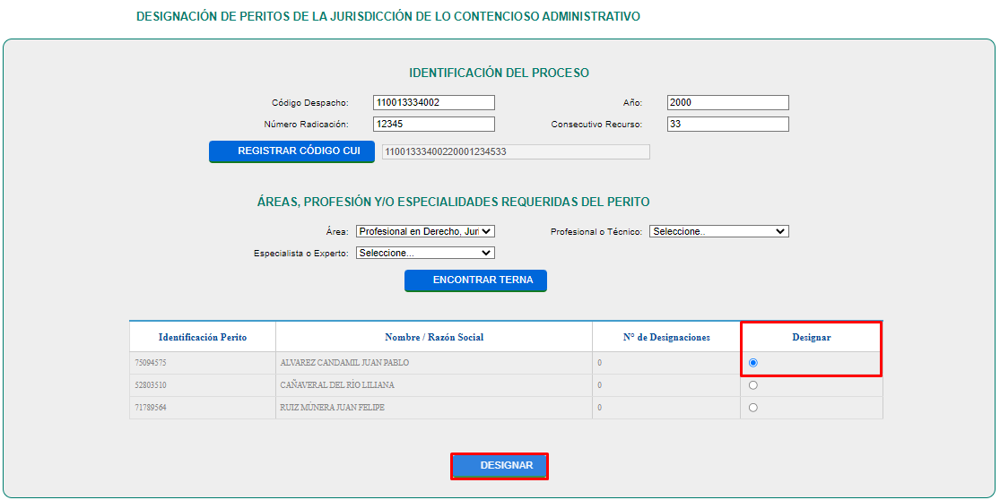 DESIGNACIÓN DE PERITOS DE LA JURISDICCIÓN DE LO CONTENCIOSO ADMINISTRATIVO
IDENTIFICACIÓN DEL PROCESO
Código Despacho: 110013334002 Año: 2000
Número Radicación: 12345 Consecutivo Recurso: 33
REGISTRAR CÓDIGO CUI 11001333400220001234533
ÁREAS, PROFESIÓN Y/O ESPECIALIDADES REQUERIDAS DEL PERITO
Área: Profesional en Derecho, Juri Profesional o Técnico: Seleccione..
Especialista o Experto: Seleccione...
ENCONTRAR TERNA
Identificación Perito Nombre / Razón Social N° de Designaciones Designar
75094575 ALVAREZ CANDAMIL JUAN PABLO 0
52803510 CAÑAVERAL DEL RÍO LILIANA 0
71789564 RUIZ MÚNERA JUAN FELIPE 0
DESIGNAR